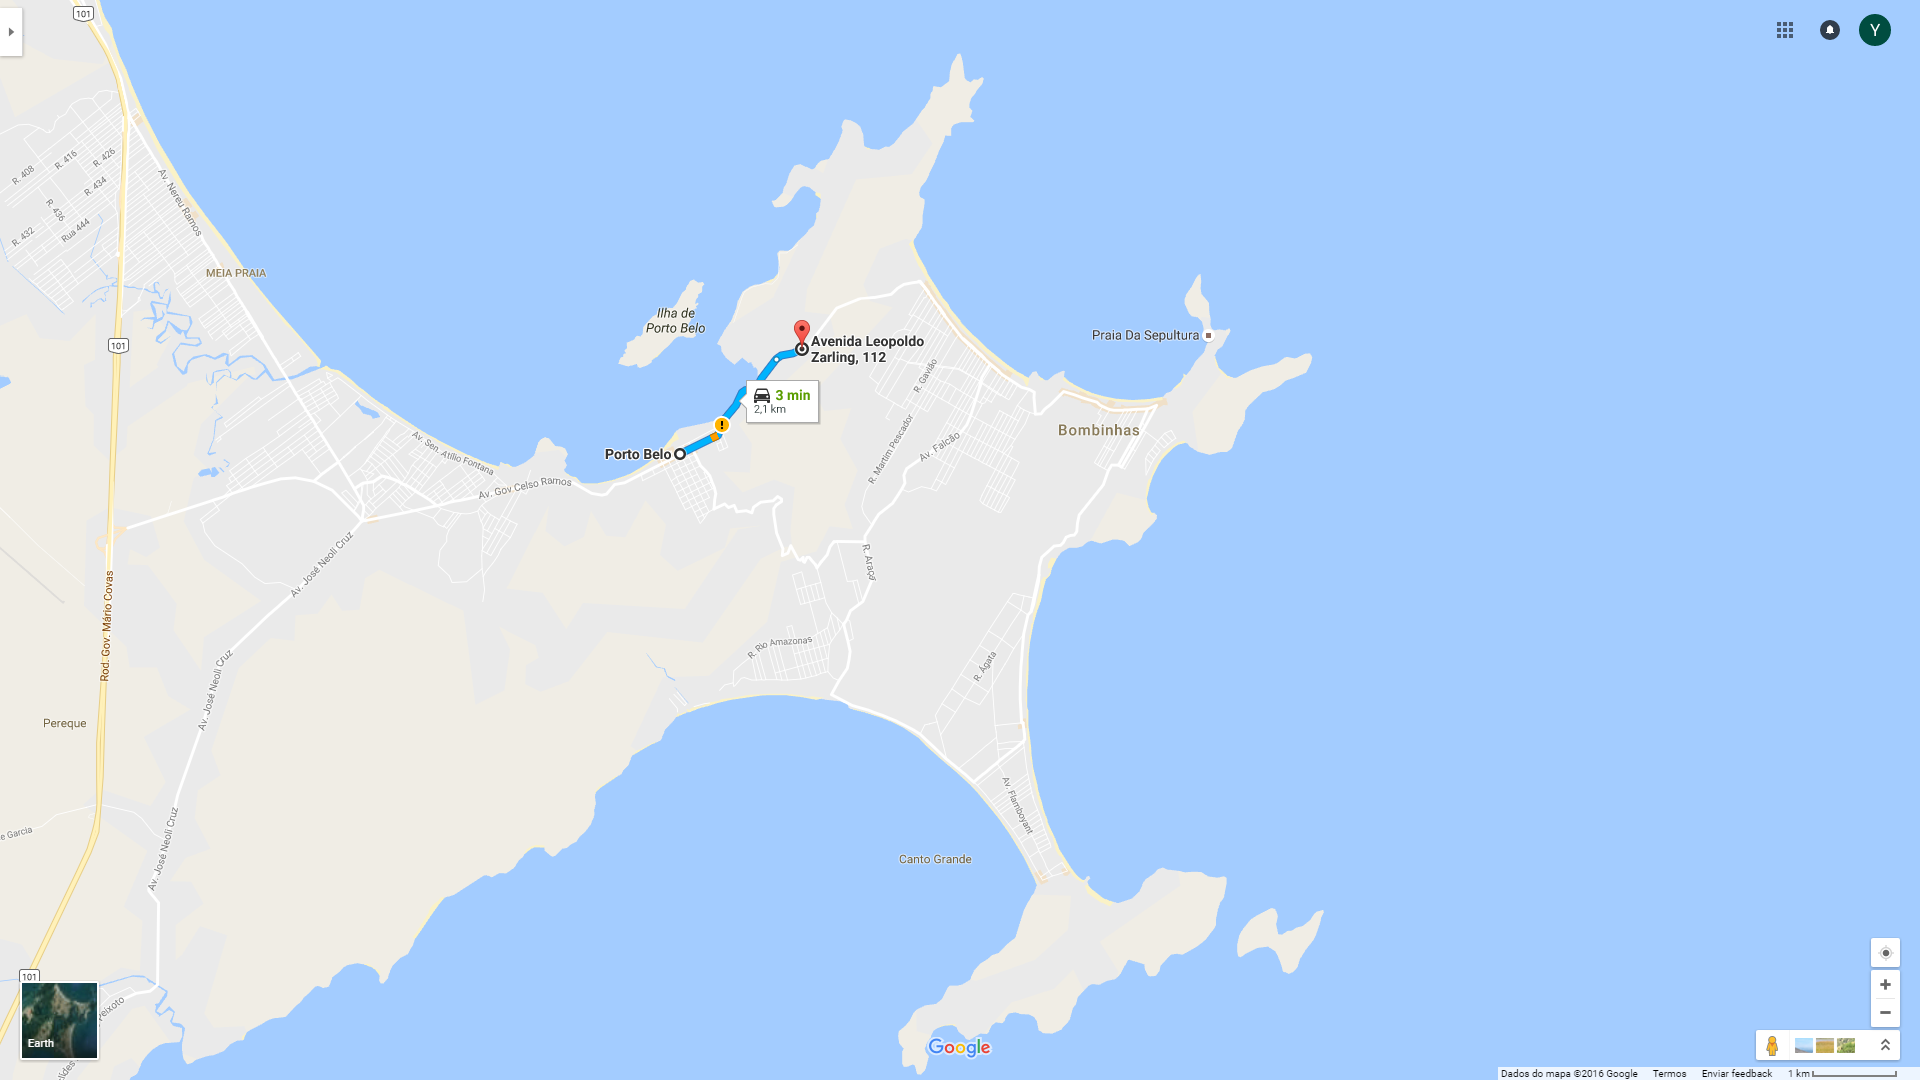 101
Y
R. 416
R. 426
R. 408
R. 434
R. 436
Rua 444
R. 432
Av. Nereu Ramos
MEIA PRAIA
Ilha de
Porto Belo
101
Praia Da Sepultura
Avenida Leopoldo
Zarling, 112
3 min
2,1 km
R. Gavião
R. Martim Pescador
Av. Falcão
Bombinhas
Porto Belo
Av. Sen. Atílio Fontana
Av. Gov Celso Ramos
Av. José Neoli Cruz
R. Araçá
Rod. Gov. Mário Covas
R. Rio Amazonas
R. Ágata
Av. José Neoli Cruz
Pereque
Av. Flamboyant
e Garcia
Av. José Neoli Cruz
Canto Grande
101
Peixoto
Earth
Google
Dados do mapa ©2016 Google
Termos
Enviar feedback
1 km